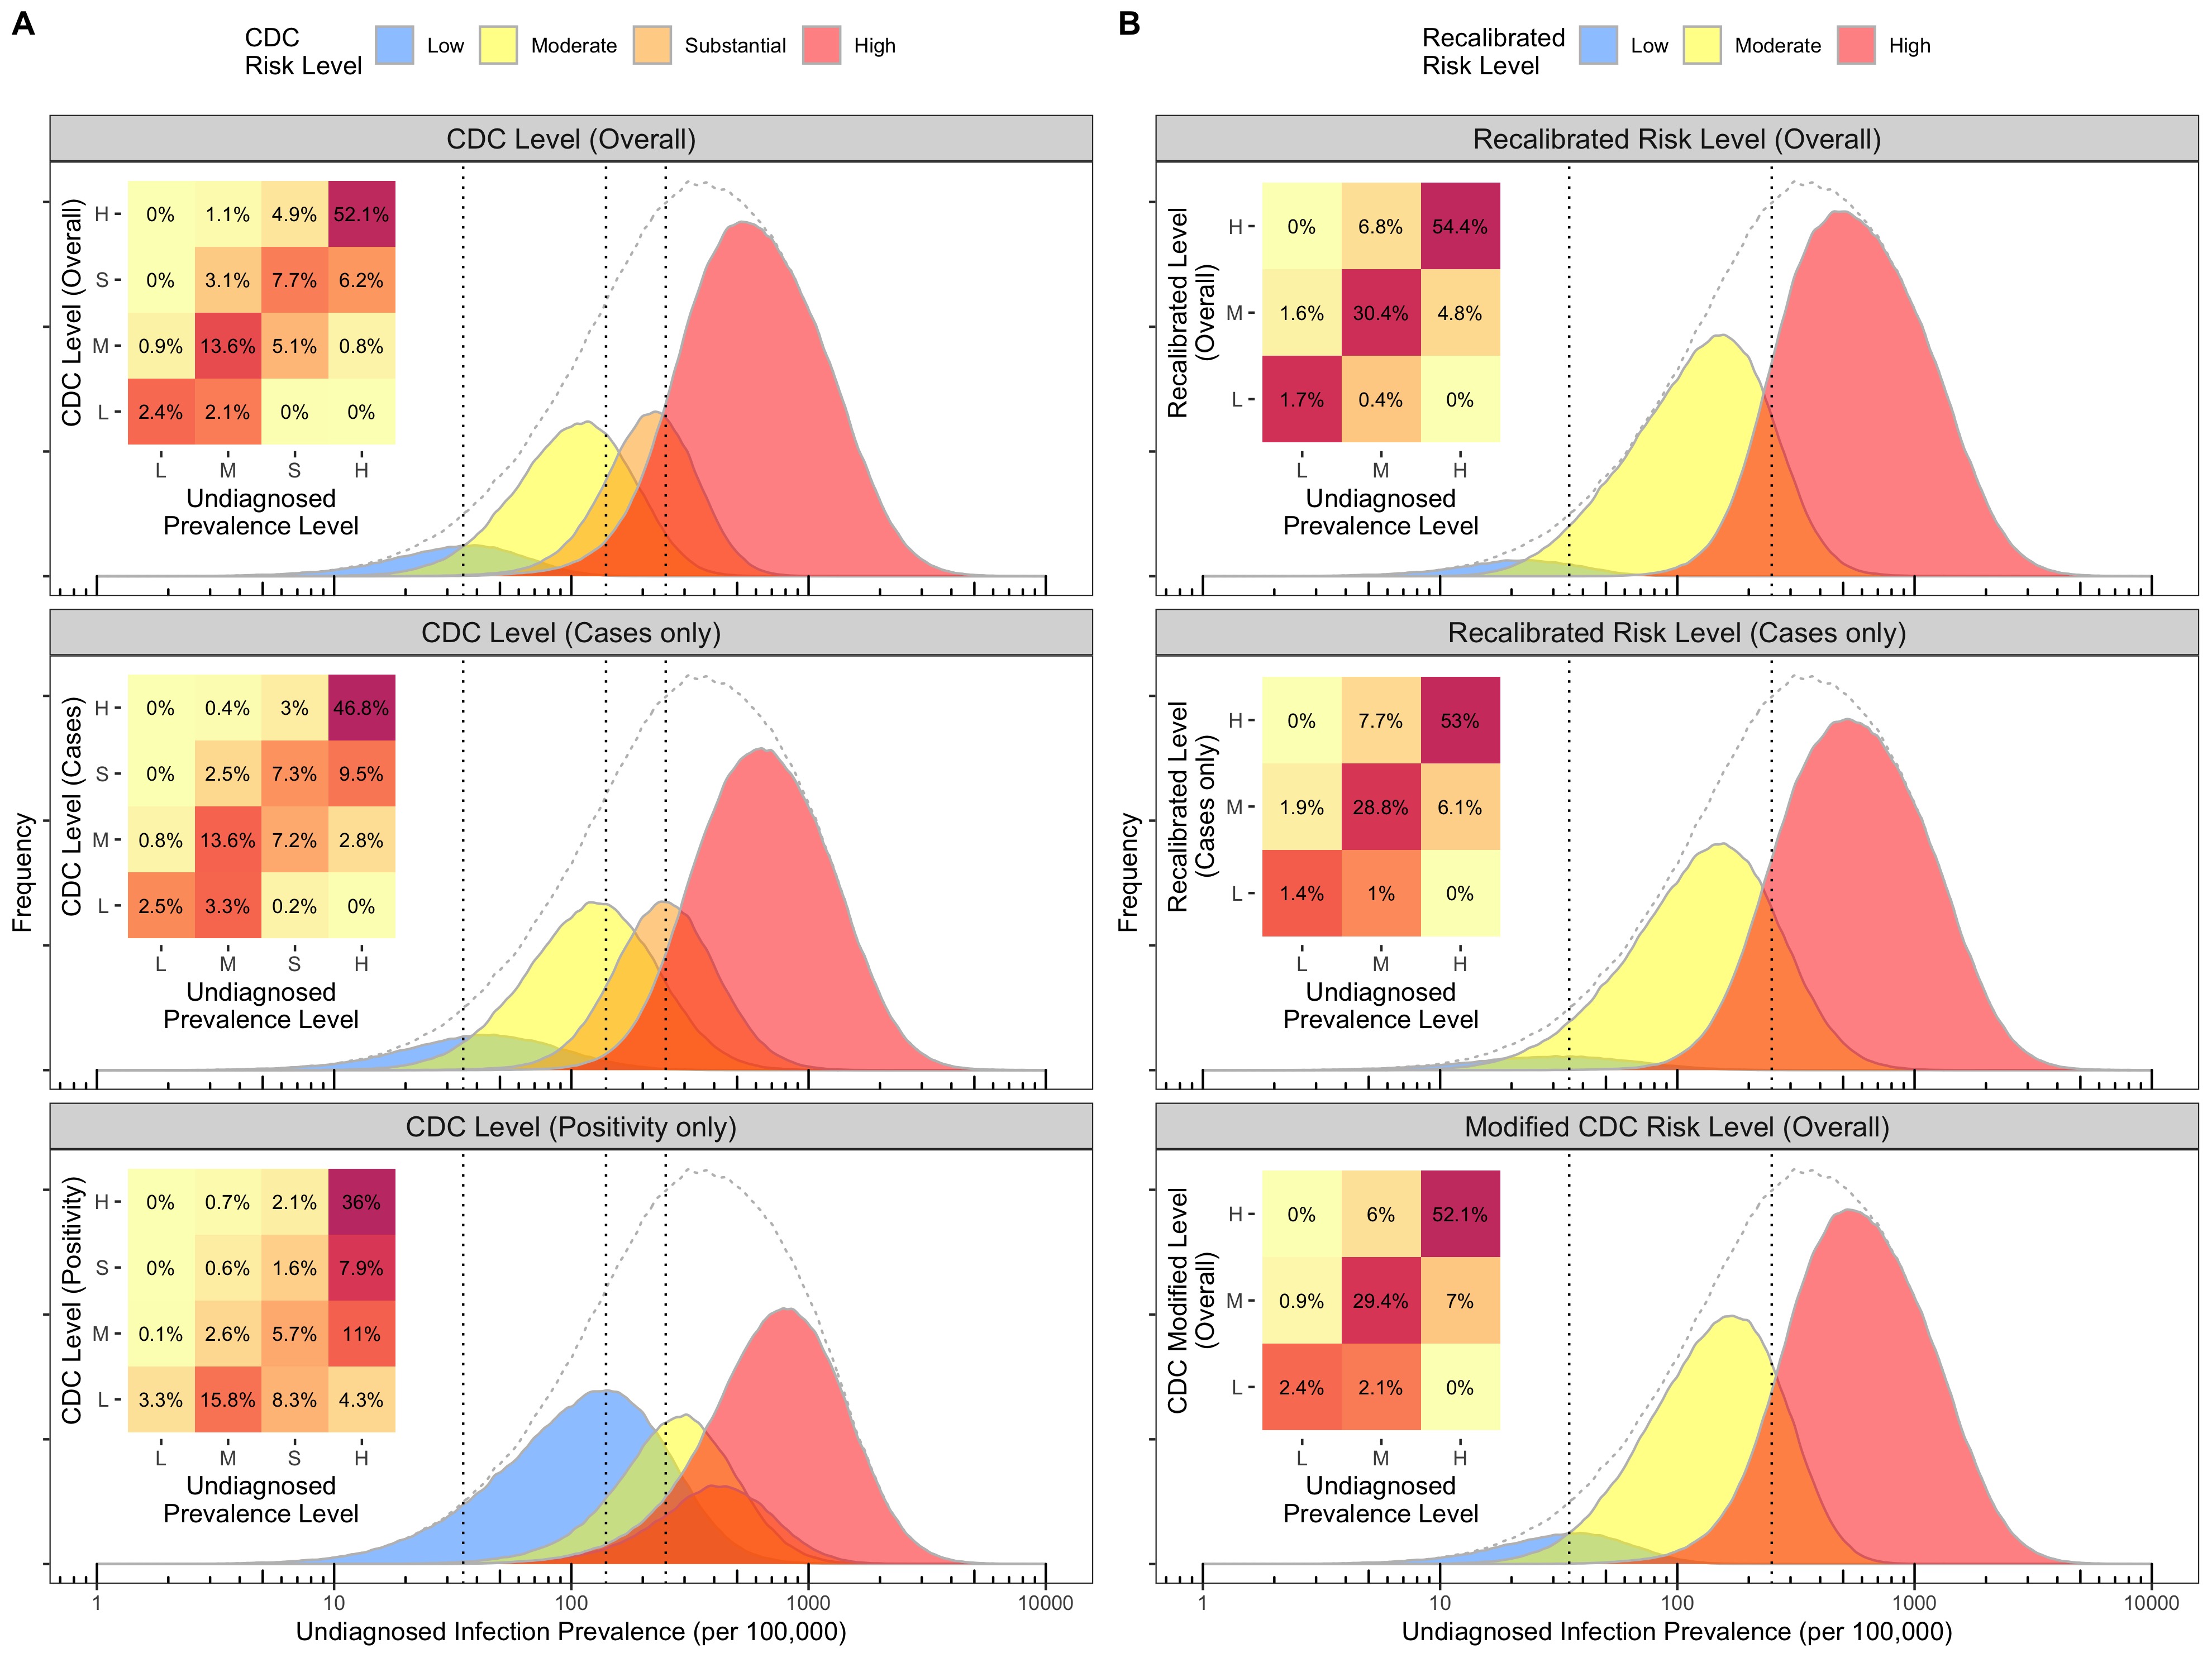 A
CDC
Risk Level
Low
Moderate
Substantial
High
CDC Level (Overall)
CDC Level (Overall)
H 0% 1.1% 4.9% 52.1%
S 0% 3.1% 7.7% 6.2%
M 0.9% 13.6% 5.1% 0.8%
L 2.4% 2.1% 0% 0%
L M S H
Undiagnosed
Prevalence Level
CDC Level (Cases only)
CDC Level (Cases)
H 0% 0.4% 3% 46.8%
S 0% 2.5% 7.3% 9.5%
M 0.8% 13.6% 7.2% 2.8%
L 2.5% 3.3% 0.2% 0%
L M S H
Undiagnosed
Prevalence Level
Frequency
CDC Level (Positivity only)
CDC Level (Positivity)
H 0% 0.7% 2.1% 36%
S 0% 0.6% 1.6% 7.9%
M 0.1% 2.6% 5.7% 11%
L 3.3% 15.8% 8.3% 4.3%
L M S H
Undiagnosed
Prevalence Level
1 10 100 1000 10000
Undiagnosed Infection Prevalence (per 100,000)
B
Recalibrated
Risk Level
Low
Moderate
High
Recalibrated Risk Level (Overall)
Recalibrated Level
(Overall)
H 0% 6.8% 54.4%
M 1.6% 30.4% 4.8%
L 1.7% 0.4% 0%
L M H
Undiagnosed
Prevalence Level
Recalibrated Risk Level (Cases only)
Recalibrated Level
(Cases only)
H 0% 7.7% 53%
M 1.9% 28.8% 6.1%
L 1.4% 1% 0%
L M H
Undiagnosed
Prevalence Level
Frequency
Modified CDC Risk Level (Overall)
CDC Modified Level
(Overall)
H 0% 6% 52.1%
M 0.9% 29.4% 7%
L 2.4% 2.1% 0%
L M H
Undiagnosed
Prevalence Level
1 10 100 1000 10000
Undiagnosed Infection Prevalence (per 100,000)